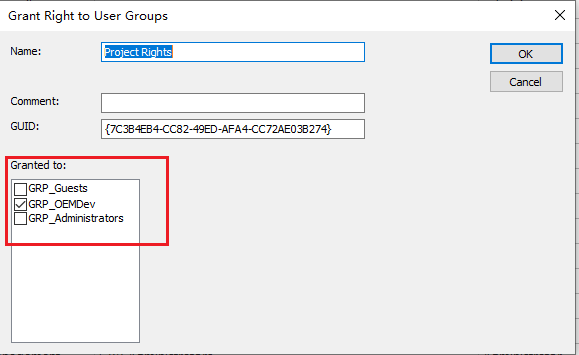 Grant Right to User Groups
Name:
Project Rights
OK
Cancel
Comment:
GUID:
{7C3B4EB4-CC82-49ED-AFA4-CC72AE03B274}
Granted to:
GRP_Guests
GRP_OEMDev
GRP_Administrators